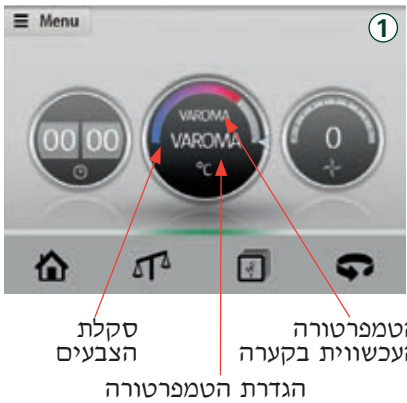 Menu
1
00 00
VAROMA
VAROMA
°C
0
סקלת
הצבעים
הטמפרטורה
העכשווית בקערה
הגדרת הטמפרטורה